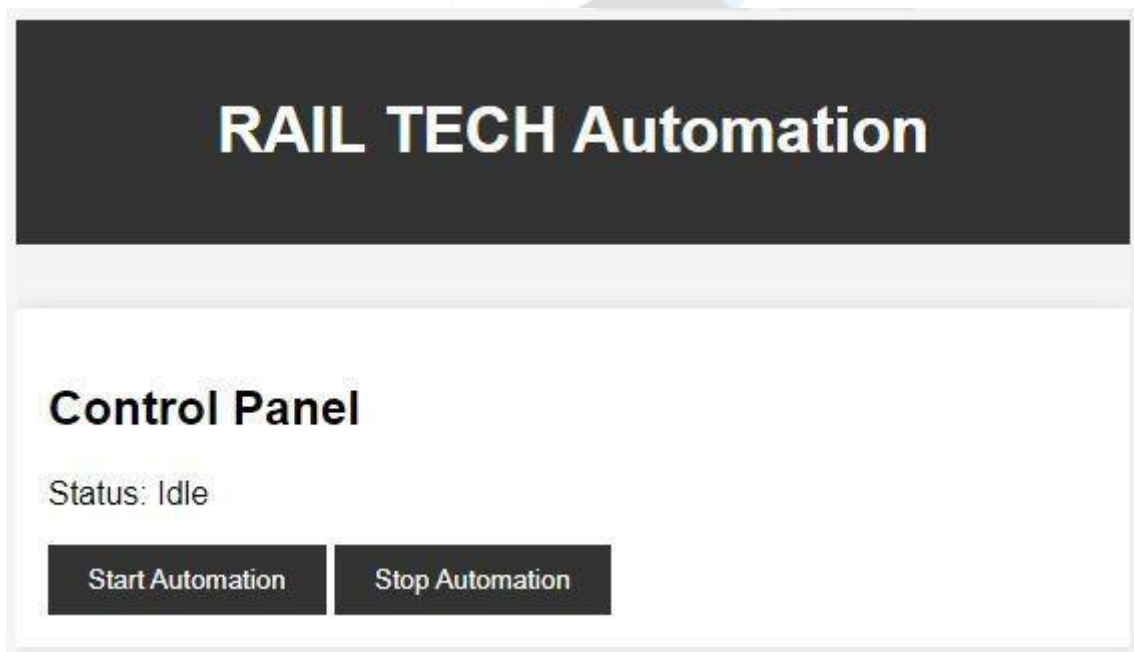 RAIL TECH Automation
Control Panel
Status: Idle
Start Automation Stop Automation